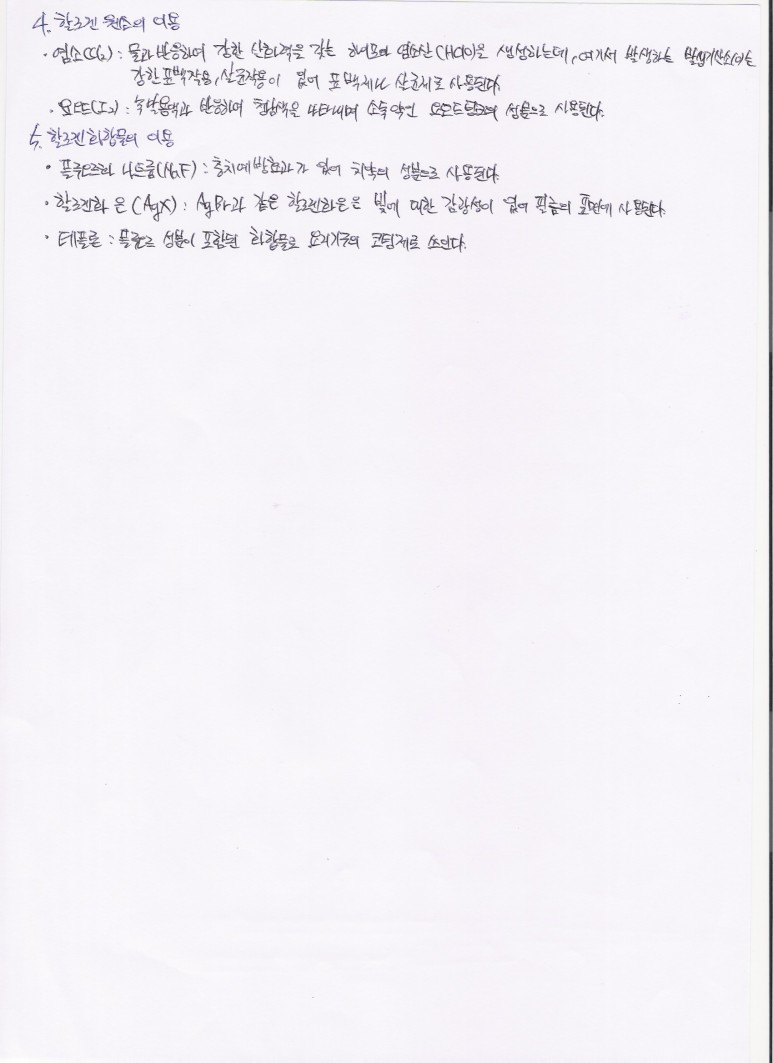 4. 할로겐 원소의 이용
· 염소(Cl₂) : 물과 반응하여 강한 산화력을 갖는 하이포아 염소산(HClO)을 생성하는데, 여기서 발생하는 발생기산소(O)는
강한 표백작용, 살균작용이 있어 표백제나 살균제로 사용된다.
· 요오드(I₂) : 녹말용액과 반응하여 청남색을 나타내며 소독약인 요오드팅크의 성분으로 사용된다.
5. 할로겐화합물의 이용
· 플루오르화 나트륨(NaF) : 충치예방효과가 있어 치약의 성분으로 사용된다.
· 할로겐화 은 (AgX) : AgBr과 같은 할로겐화은은 빛에 대한 감광성이 있어 필름의 표면에 사용된다.
· 테플론 : 플루오르 성분이 포함된 화합물로 요리기구의 코팅제로 쓰인다.